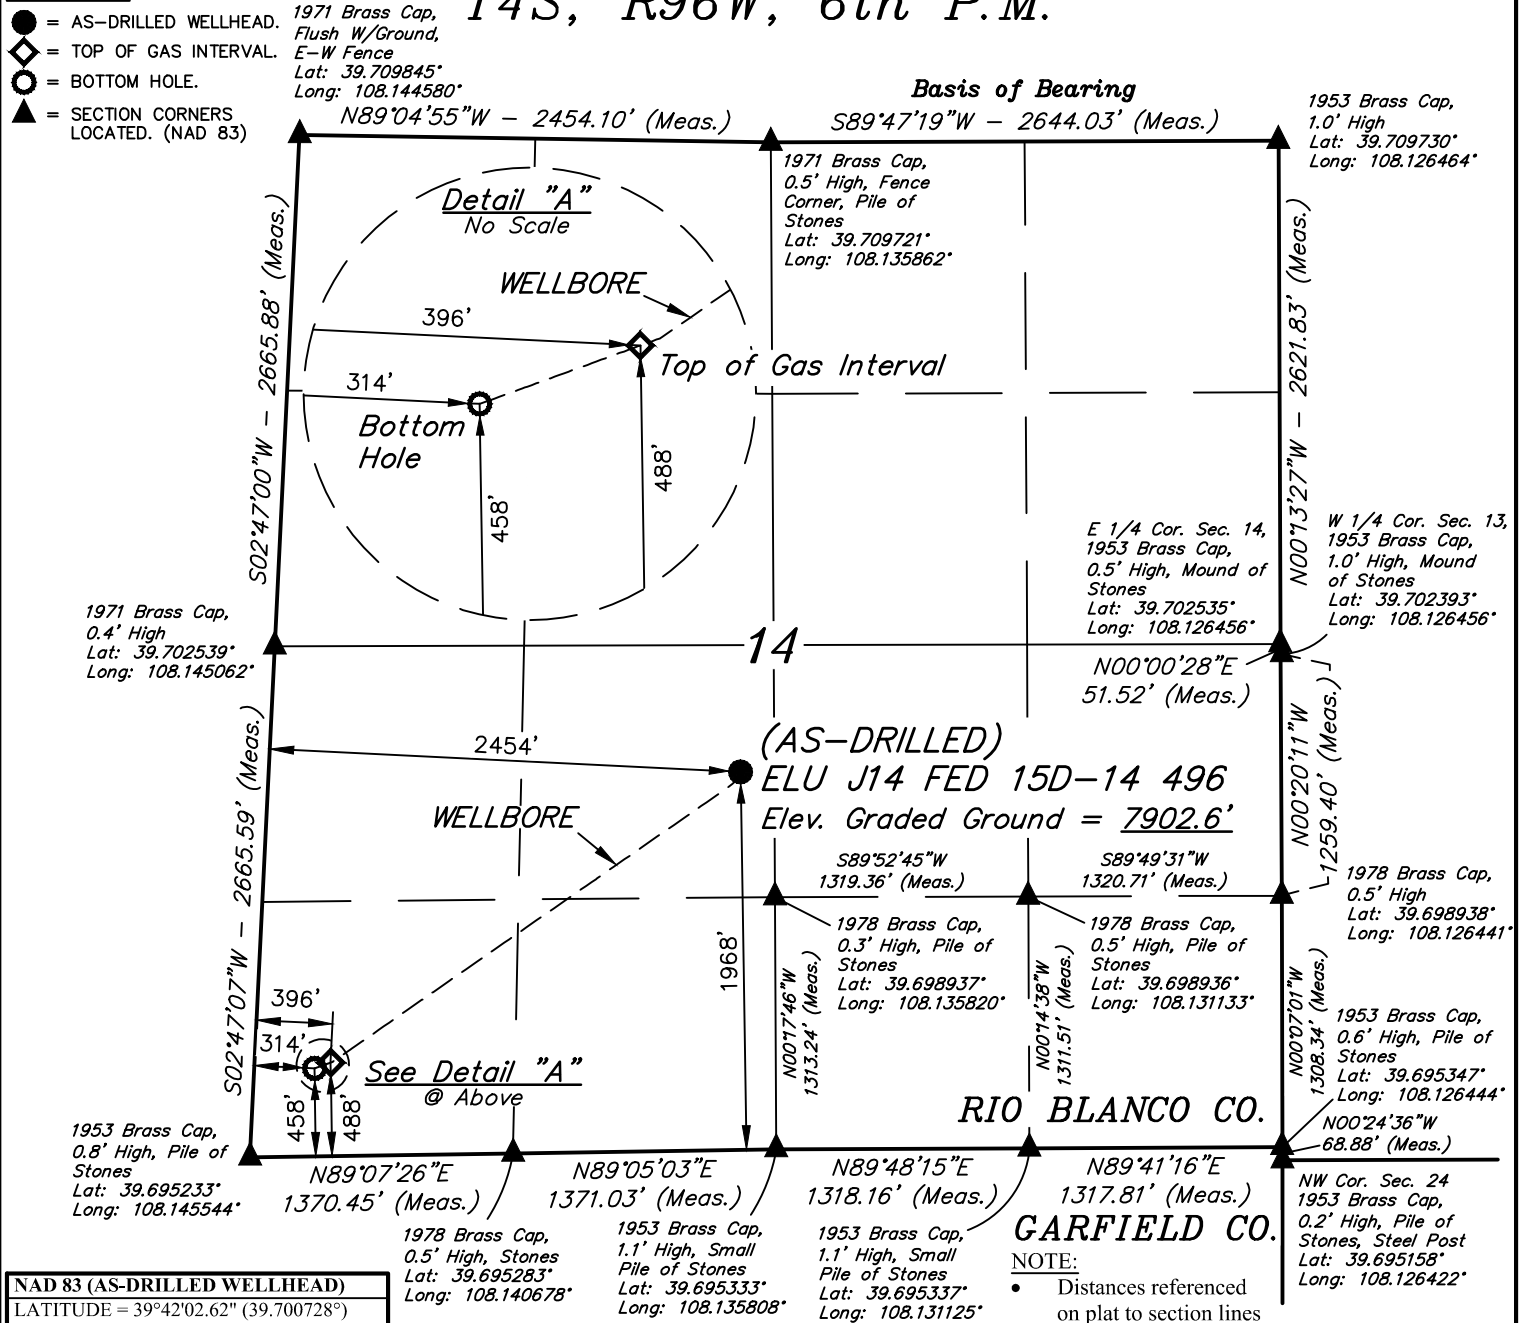 T4S, R96W, 6th P.M.
= AS-DRILLED WELLHEAD.
= TOP OF GAS INTERVAL.
= BOTTOM HOLE.
= SECTION CORNERS
LOCATED. (NAD 83)
1971 Brass Cap,
Flush W/Ground,
E-W Fence
Lat: 39.709845°
Long: 108.144580°
N89°04'55"W - 2454.10' (Meas.)
Basis of Bearing
S89°47'19"W - 2644.03' (Meas.)
1953 Brass Cap,
1.0' High
Lat: 39.709730°
Long: 108.126464°
1971 Brass Cap,
0.5' High, Fence
Corner, Pile of
Stones
Lat: 39.709721°
Long: 108.135862°
Detail "A"
No Scale
WELLBORE
396'
Top of Gas Interval
314'
Bottom
Hole
458'
488'
S02°47'00"W - 2665.88' (Meas.)
N00°13'27"W - 2621.83' (Meas.)
E 1/4 Cor. Sec. 14,
1953 Brass Cap,
0.5' High, Mound of
Stones
Lat: 39.702535°
Long: 108.126456°
W 1/4 Cor. Sec. 13,
1953 Brass Cap,
1.0' High, Mound
of Stones
Lat: 39.702393°
Long: 108.126456°
1971 Brass Cap,
0.4' High
Lat: 39.702539°
Long: 108.145062°
14
N00°00'28"E
51.52' (Meas.)
N00°20'11"W
1259.40' (Meas.)
2454'
(AS-DRILLED)
ELU J14 FED 15D-14 496
Elev. Graded Ground = 7902.6'
WELLBORE
S02°47'07"W - 2665.59' (Meas.)
S89°52'45"W
1319.36' (Meas.)
S89°49'31"W
1320.71' (Meas.)
1978 Brass Cap,
0.5' High
Lat: 39.698938°
Long: 108.126441°
1978 Brass Cap,
0.3' High, Pile of
Stones
Lat: 39.698937°
Long: 108.135820°
1978 Brass Cap,
0.5' High, Pile of
Stones
Lat: 39.698936°
Long: 108.131133°
1968'
N00°17'46"W
1313.24' (Meas.)
N00°14'38"W
1311.51' (Meas.)
N00°07'01"W
1308.34' (Meas.)
1953 Brass Cap,
0.6' High, Pile of
Stones
Lat: 39.695347°
Long: 108.126444°
396'
314'
458'
488'
See Detail "A"
@ Above
RIO BLANCO CO.
N00°24'36"W
68.88' (Meas.)
1953 Brass Cap,
0.8' High, Pile of
Stones
Lat: 39.695233°
Long: 108.145544°
N89°07'26"E
1370.45' (Meas.)
N89°05'03"E
1371.03' (Meas.)
N89°48'15"E
1318.16' (Meas.)
N89°41'16"E
1317.81' (Meas.)
NW Cor. Sec. 24
1953 Brass Cap,
0.2' High, Pile of
Stones, Steel Post
Lat: 39.695158°
Long: 108.126422°
GARFIELD CO.
1978 Brass Cap,
0.5' High, Stones
Lat: 39.695283°
Long: 108.140678°
1953 Brass Cap,
1.1' High, Small
Pile of Stones
Lat: 39.695333°
Long: 108.135808°
1953 Brass Cap,
1.1' High, Small
Pile of Stones
Lat: 39.695337°
Long: 108.131125°
NOTE:
• Distances referenced
on plat to section lines
NAD 83 (AS-DRILLED WELLHEAD)
LATITUDE = 39°42'02.62" (39.700728°)